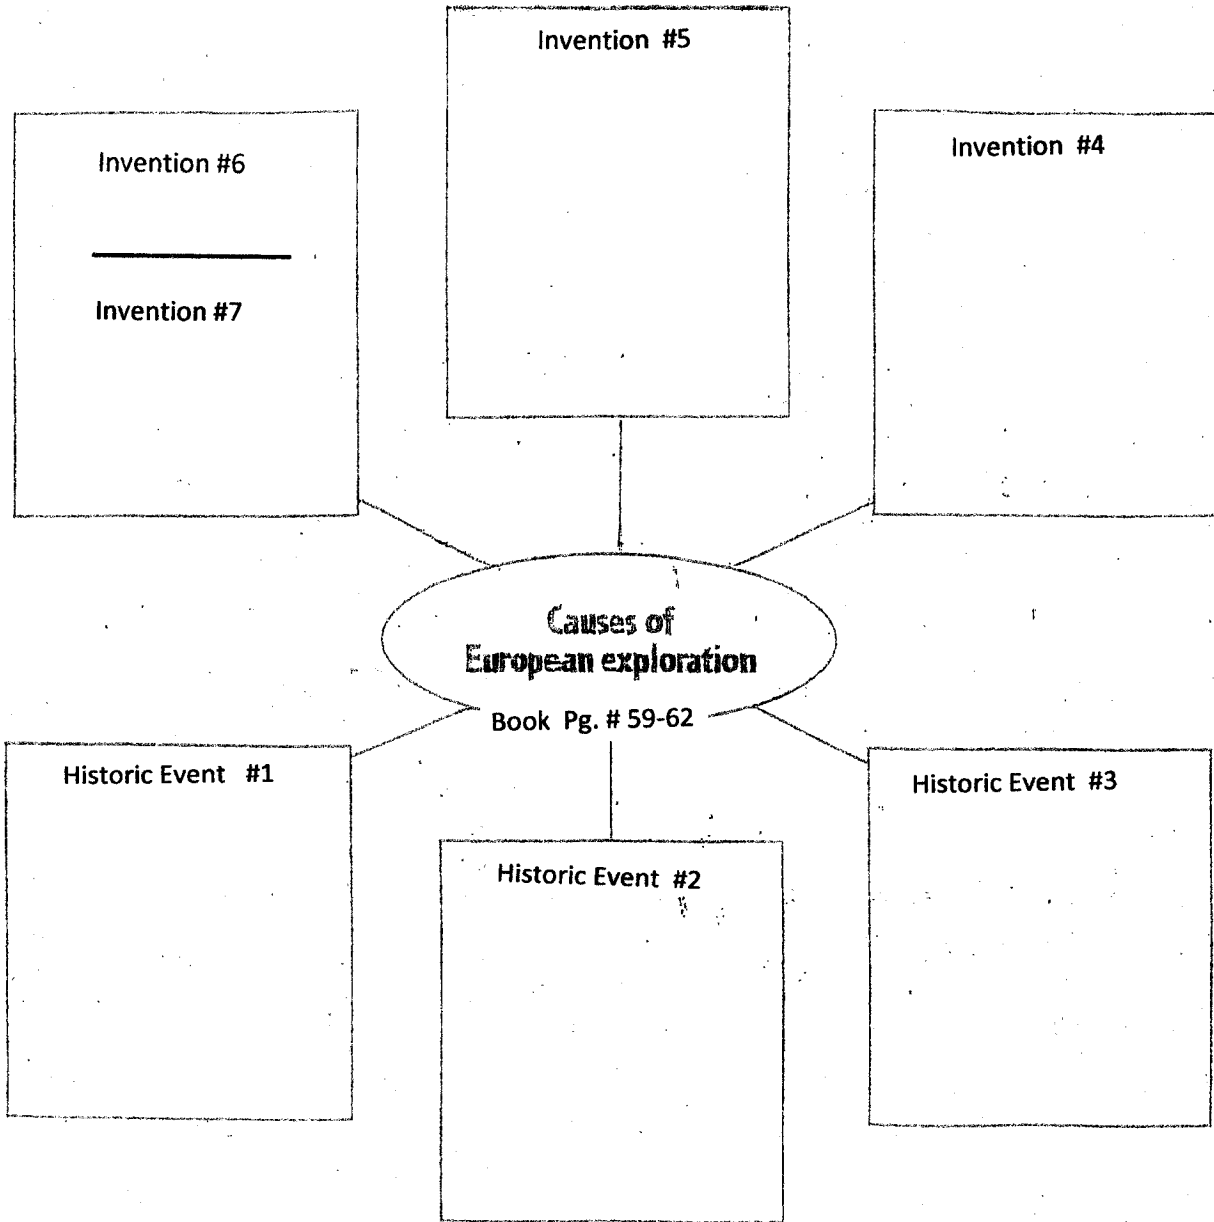 Invention #5
Invention #6
Invention #4
Invention #7
Causes of
European exploration
Book Pg. # 59-62
Historic Event #1
Historic Event #3
Historic Event #2